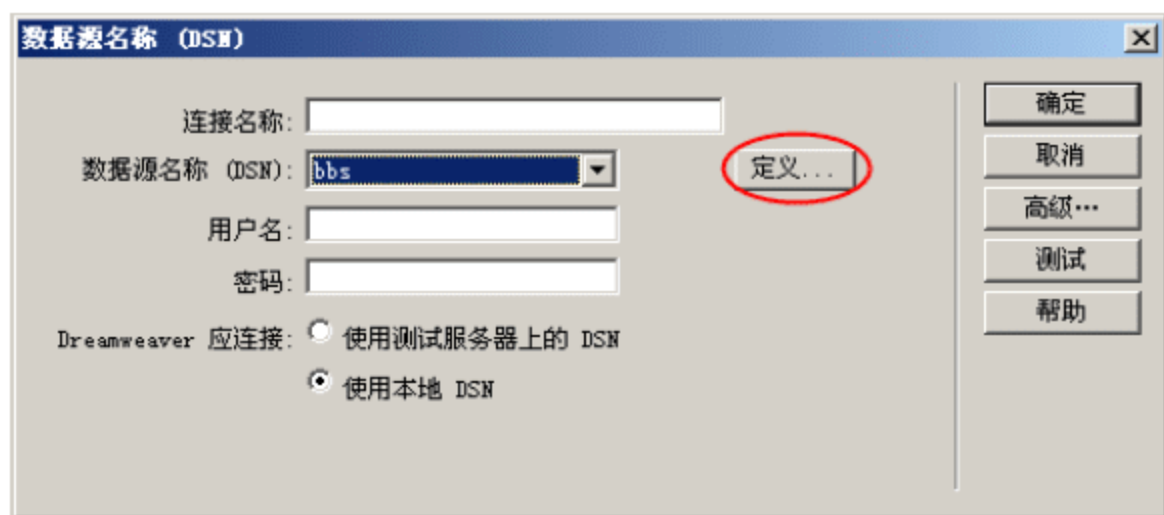 数据源名称 (DSN)
连接名称:
确定
数据源名称 (DSN): bbs 定义...
取消
用户名:
高级…
密码:
测试
帮助
Dreamweaver 应连接: 使用测试服务器上的 DSN
使用本地 DSN